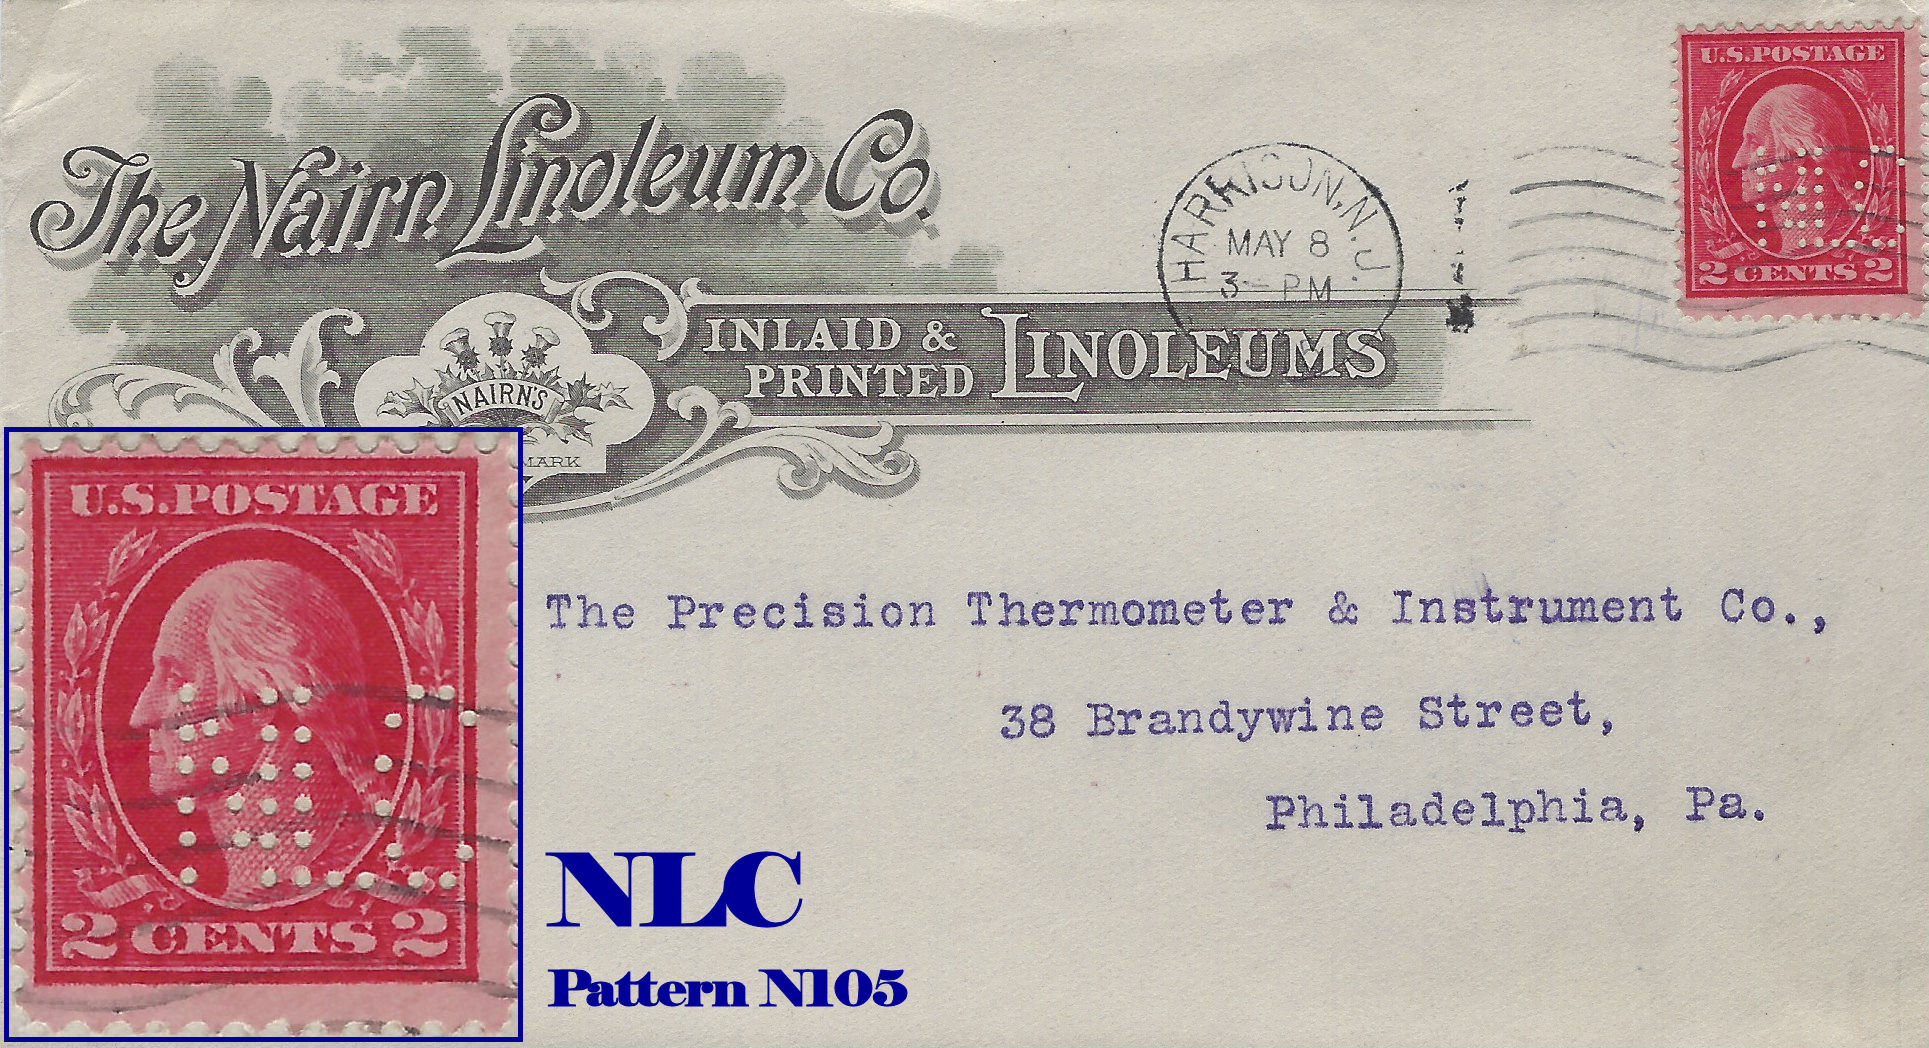 The Nairn Linoleum Co.
INLAID & PRINTED LINOLEUMS
NAIRN'S
MARK
HARRISON, N.J.
MAY 8
3- PM
U.S.POSTAGE
2 CENTS 2
The Precision Thermometer & Instrument Co.,
38 Brandywine Street,
Philadelphia, Pa.
U.S.POSTAGE
NLC
2 CENTS 2
NLC
Pattern N105